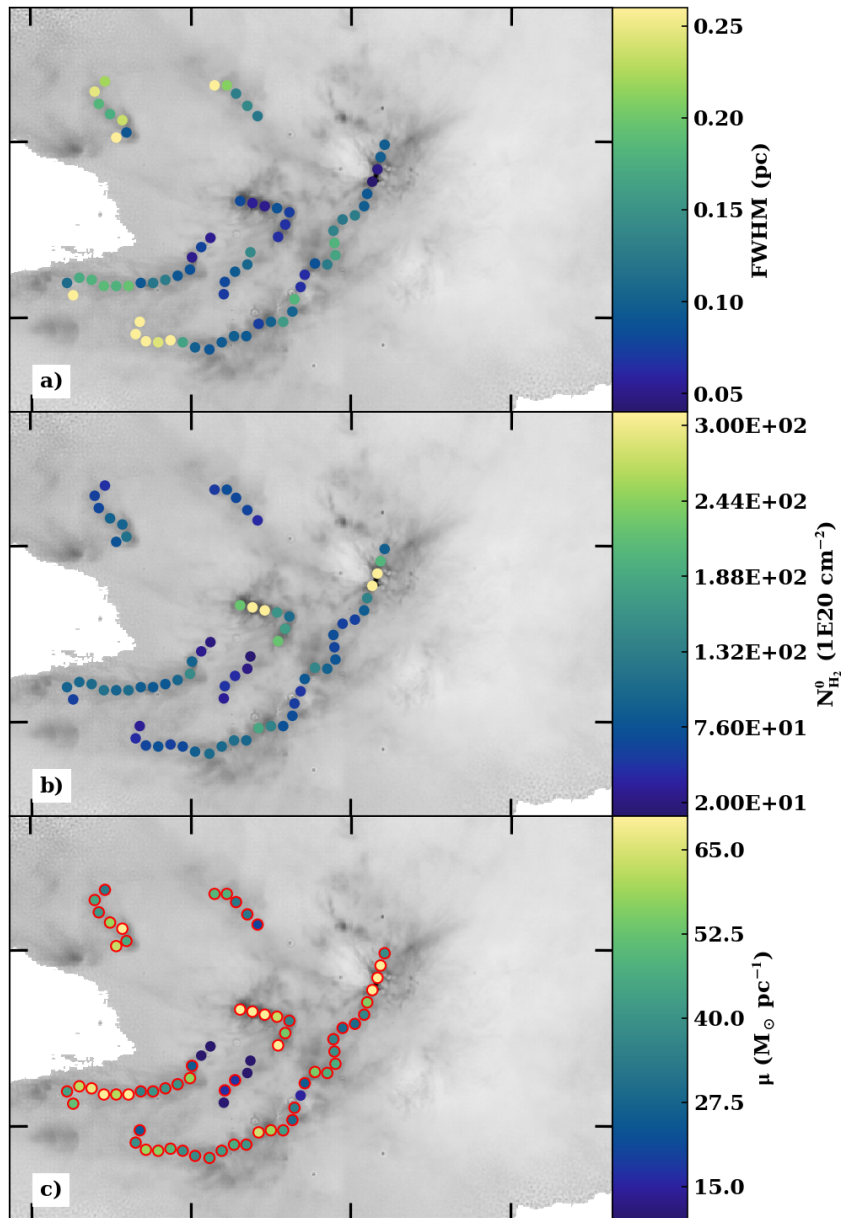 0.25
0.20
0.15
0.10
0.05
FWHM (pc)
a)
3.00E+02
2.44E+02
1.88E+02
1.32E+02
7.60E+01
2.00E+01
N⁰_H₂ (1E20 cm⁻²)
b)
65.0
52.5
40.0
27.5
15.0
μ (M⊙ pc⁻¹)
c)